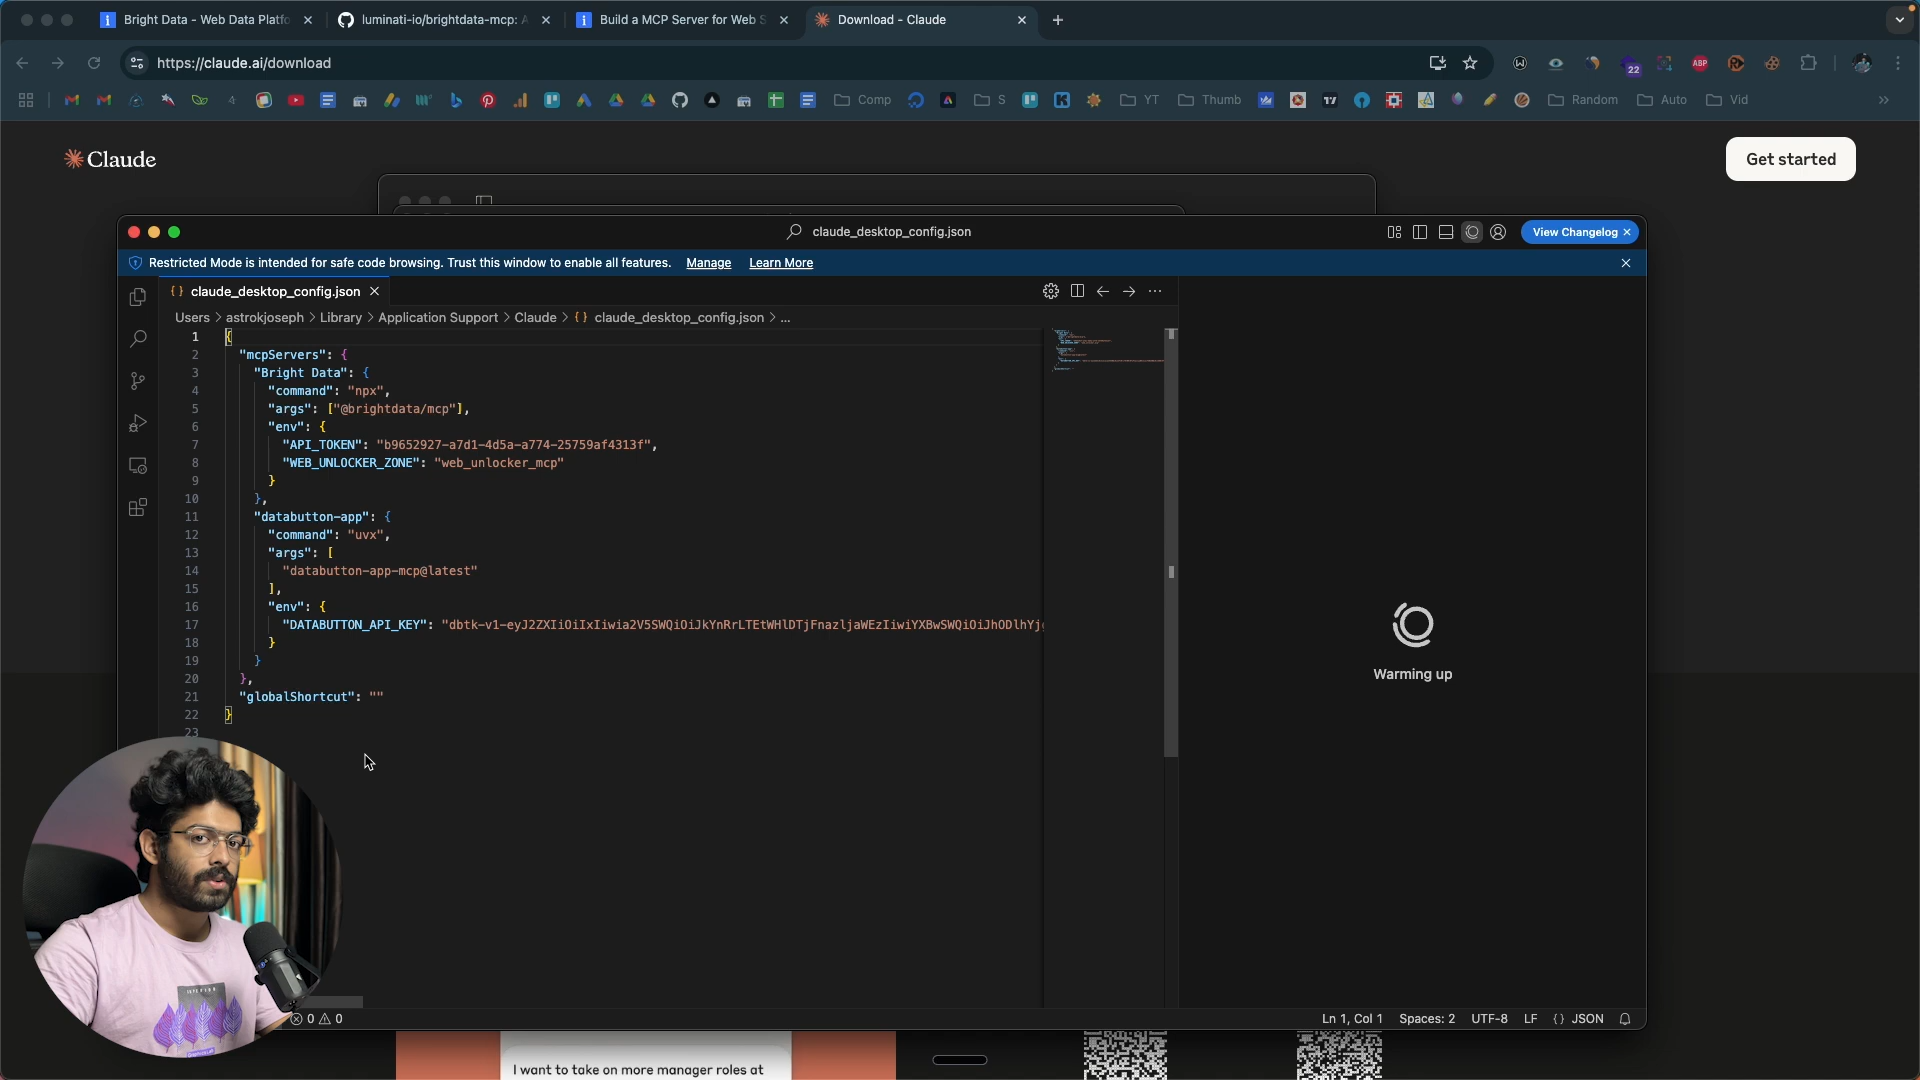 Bright Data - Web Data Platfo
luminati-io/brightdata-mcp: A
Build a MCP Server for Web S
Download - Claude
https://claude.ai/download
22
ABP
Comp
S
YT
Thumb
Random
Auto
Vid
Claude
Get started
claude_desktop_config.json
View Changelog
Restricted Mode is intended for safe code browsing. Trust this window to enable all features. Manage Learn More
claude_desktop_config.json
Users > astrokjoseph > Library > Application Support > Claude > {} claude_desktop_config.json > ...
1 {
2 "mcpServers": {
3 "Bright Data": {
4 "command": "npx",
5 "args": ["@brightdata/mcp"],
6 "env": {
7 "API_TOKEN": "b9652927-a7d1-4d5a-a774-25759af4313f",
8 "WEB_UNLOCKER_ZONE": "web_unlocker_mcp"
9 }
10 },
11 "databutton-app": {
12 "command": "uvx",
13 "args": [
14 "databutton-app-mcp@latest"
15 ],
16 "env": {
17 "DATABUTTON_API_KEY": "dbtk-v1-eyJ2ZXIiOiIxIiwia2V5SWQiOiJkYnRrLTEtWHlDTjFnazljaWEzIiwiYXBwSWQiOiJhODlhYj
18 }
19 }
20 },
21 "globalShortcut": ""
22 }
23
Warming up
0 0
Ln 1, Col 1 Spaces: 2 UTF-8 LF {} JSON
I want to take on more manager roles at